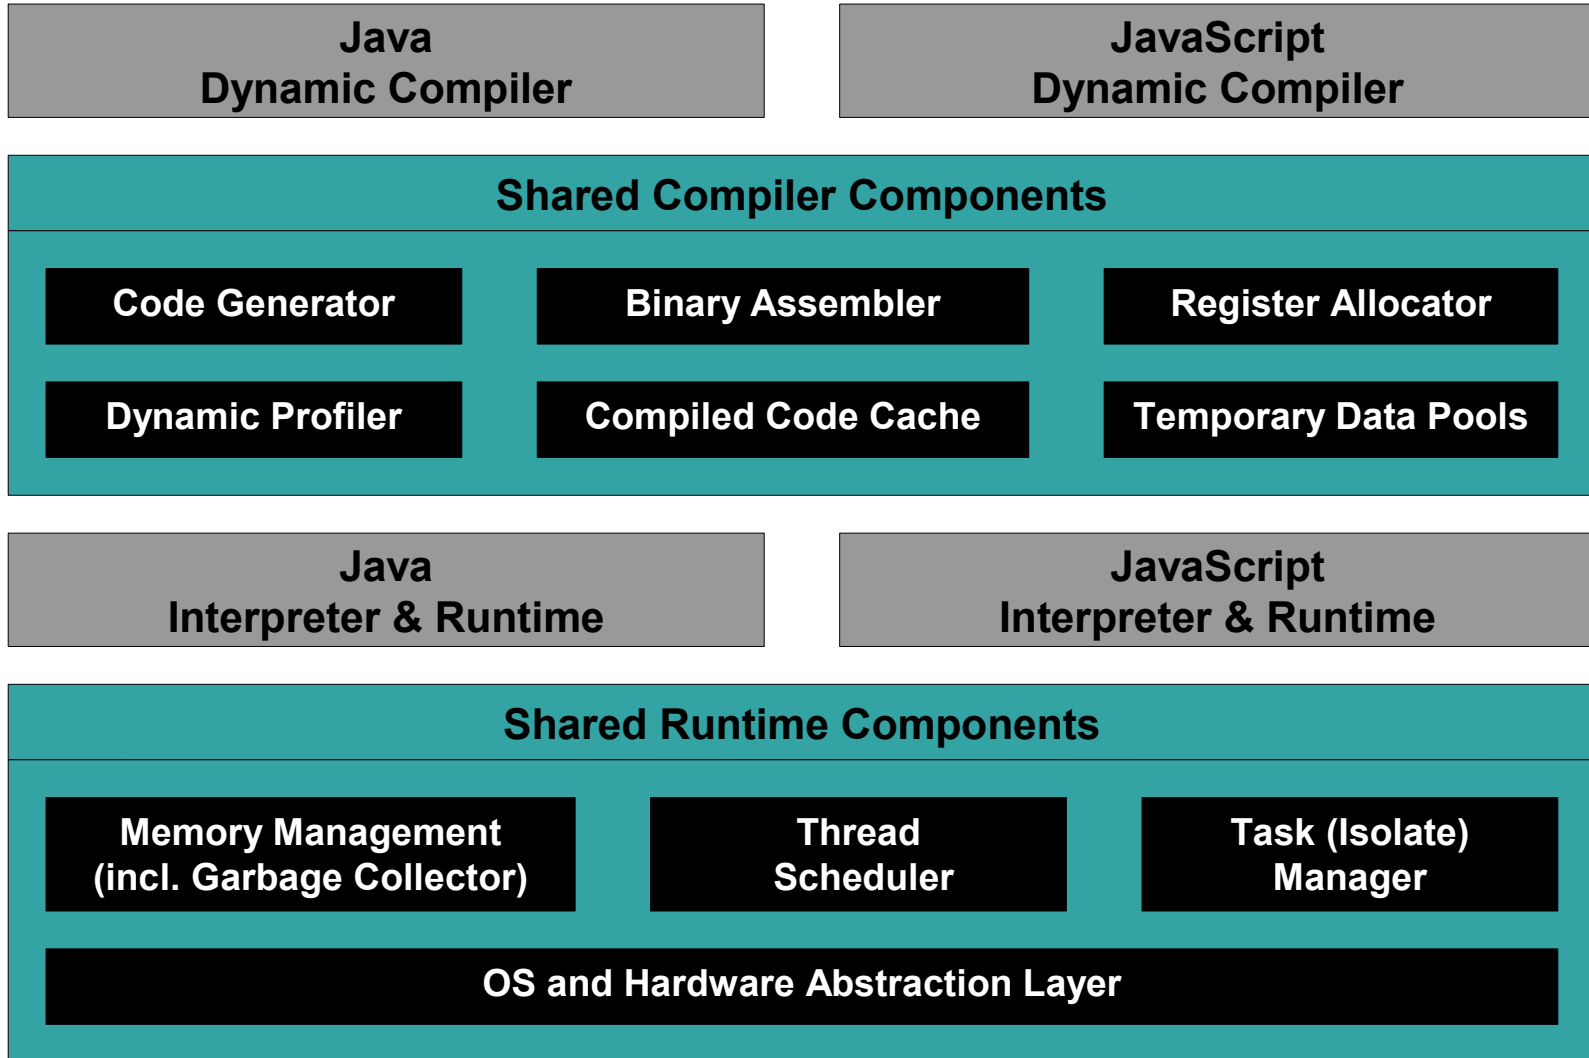 Java
Dynamic Compiler
JavaScript
Dynamic Compiler
Shared Compiler Components
Code Generator
Binary Assembler
Register Allocator
Dynamic Profiler
Compiled Code Cache
Temporary Data Pools
Java
Interpreter & Runtime
JavaScript
Interpreter & Runtime
Shared Runtime Components
Memory Management
(incl. Garbage Collector)
Thread
Scheduler
Task (Isolate)
Manager
OS and Hardware Abstraction Layer